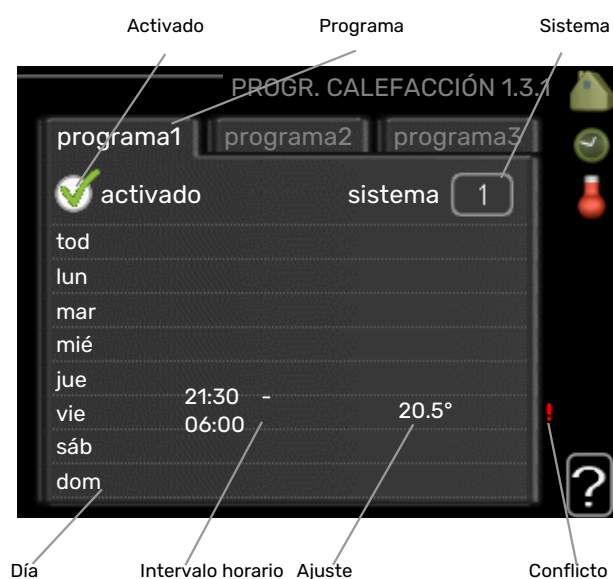 Activado Programa Sistema
PROGR. CALEFACCIÓN 1.3.1
programa1 programa2 programa3
activado sistema 1
tod
lun
mar
mié
jue
vie 21:30 - 06:00 20.5° !
sáb
dom
?
Día Intervalo horario Ajuste Conflicto